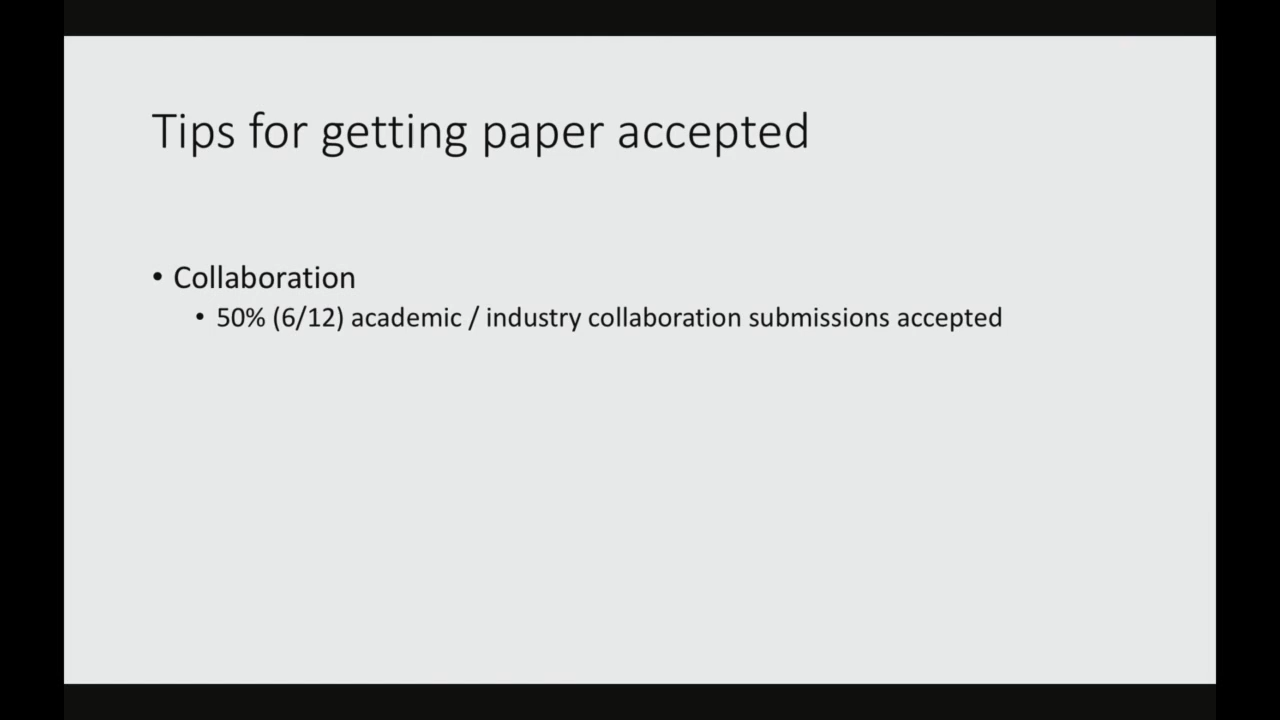 Tips for getting paper accepted
• Collaboration
• 50% (6/12) academic / industry collaboration submissions accepted